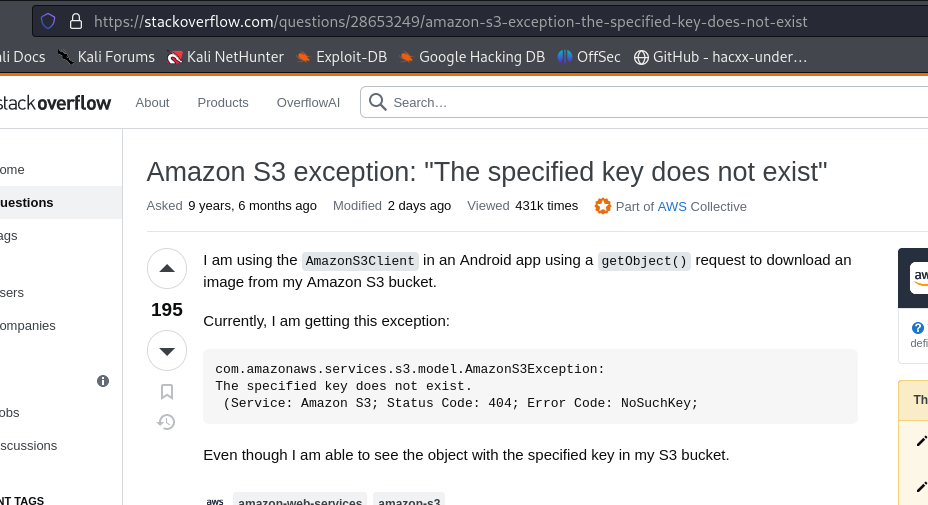 https://stackoverflow.com/questions/28653249/amazon-s3-exception-the-specified-key-does-not-exist
ali Docs Kali Forums Kali NetHunter Exploit-DB Google Hacking DB OffSec GitHub - hacxx-under…
stackoverflow About Products OverflowAI Search…
Amazon S3 exception: "The specified key does not exist"
Asked 9 years, 6 months ago Modified 2 days ago Viewed 431k times Part of AWS Collective
ome
uestions
ags
sers
ompanies
obs
scussions
NT TAGS
195
I am using the AmazonS3Client in an Android app using a getObject() request to download an
image from my Amazon S3 bucket.
Currently, I am getting this exception:
com.amazonaws.services.s3.model.AmazonS3Exception:
The specified key does not exist.
(Service: Amazon S3; Status Code: 404; Error Code: NoSuchKey;
Even though I am able to see the object with the specified key in my S3 bucket.
aws amazon-web-services amazon-s3
aw
?
defi
Th